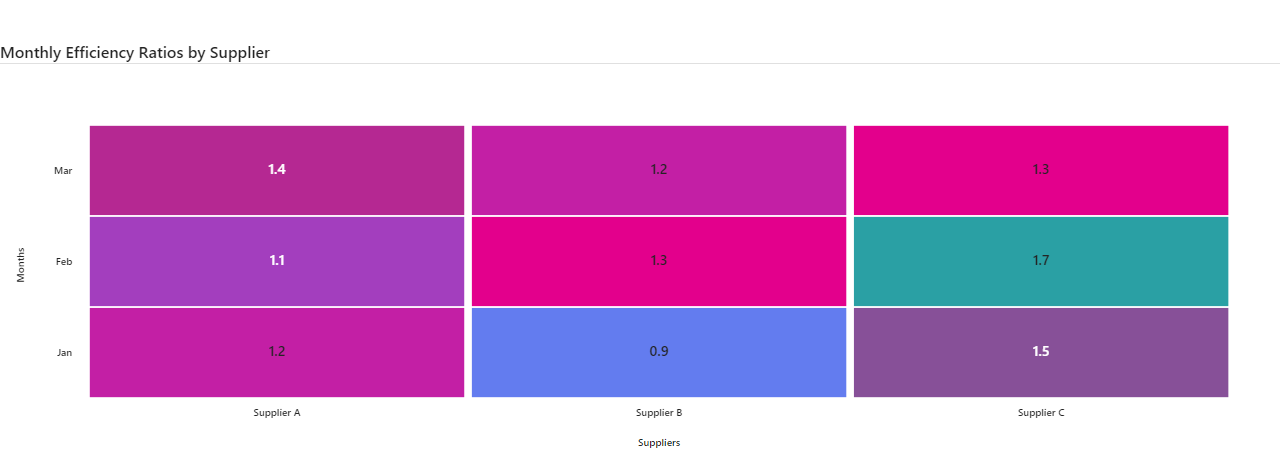 Monthly Efficiency Ratios by Supplier
Mar 1.4 1.2 1.3
Months
Feb 1.1 1.3 1.7
Jan 1.2 0.9 1.5
Supplier A Supplier B Supplier C
Suppliers